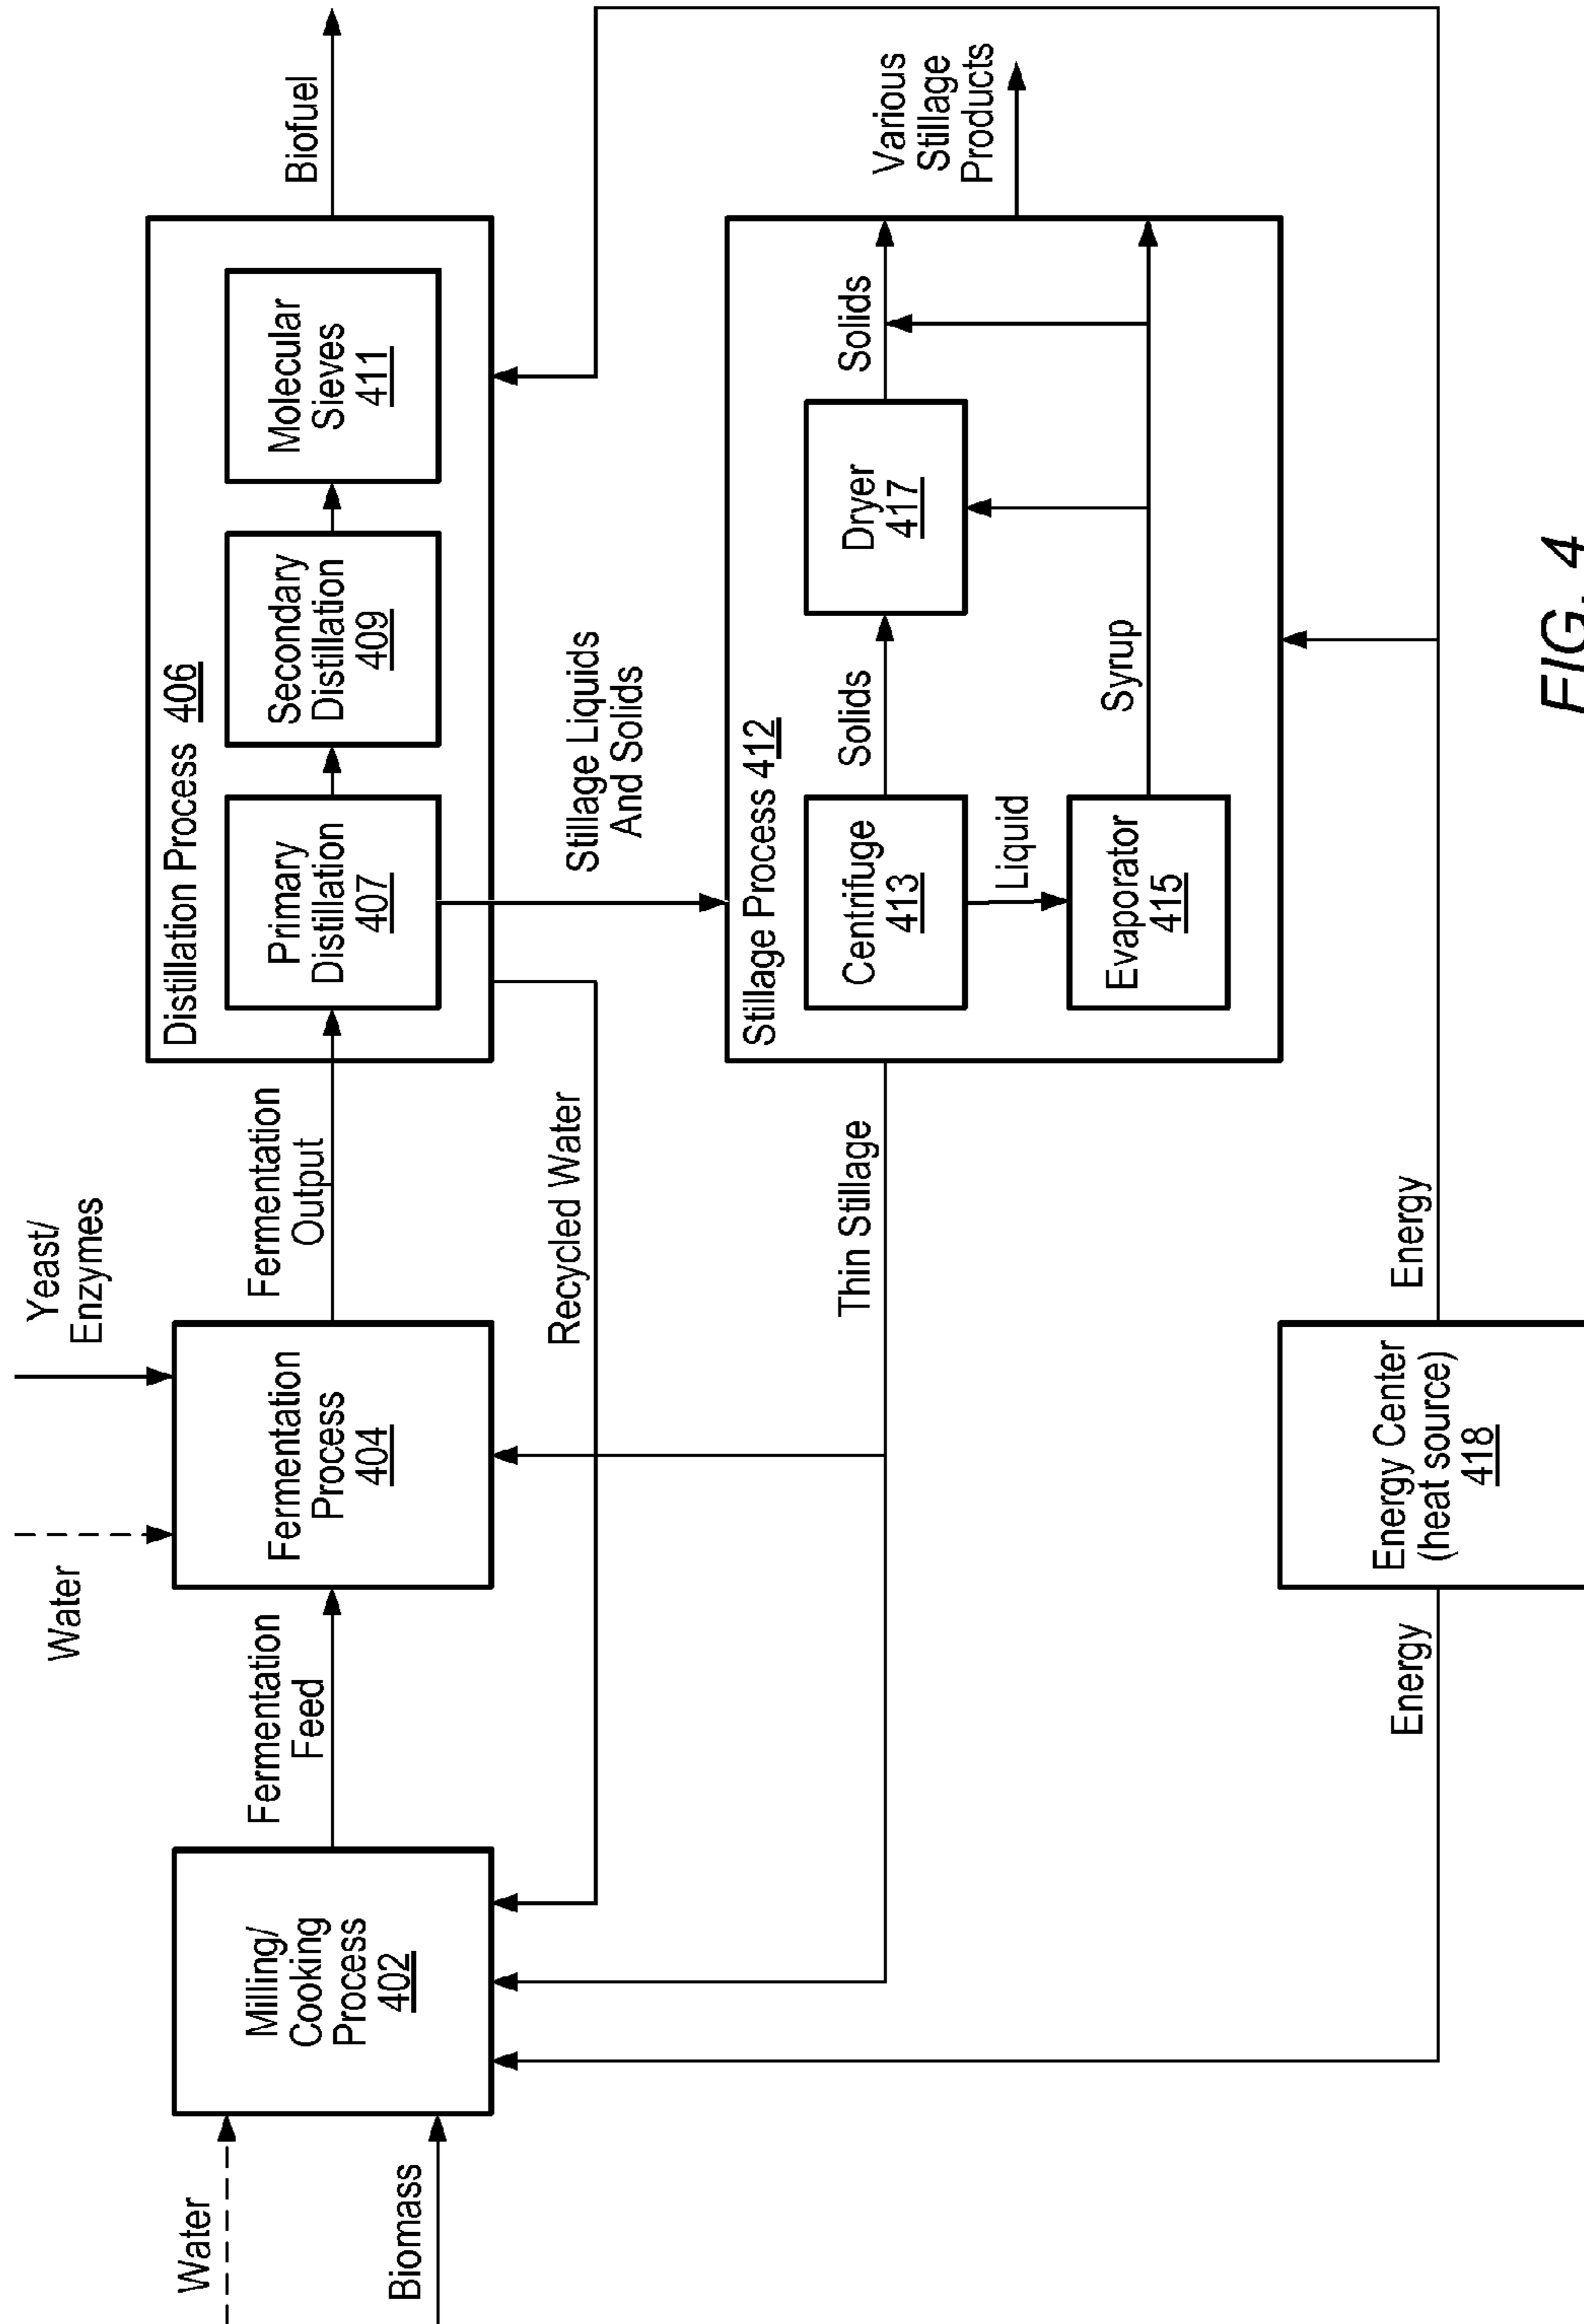 Yeast/
Enzymes
Water
Water
Biomass
Milling/
Cooking
Process
402
Fermentation
Feed
Fermentation
Process
404
Fermentation
Output
Distillation Process 406
Primary
Distillation
407
Secondary
Distillation
409
Molecular
Sieves
411
Biofuel
Recycled Water
Stillage Liquids
And Solids
Thin Stillage
Stillage Process 412
Centrifuge
413
Solids
Dryer
417
Solids
Liquid
Evaporator
415
Syrup
Various
Stillage
Products
Energy
Energy Center
(heat source)
418
Energy
FIG. 4